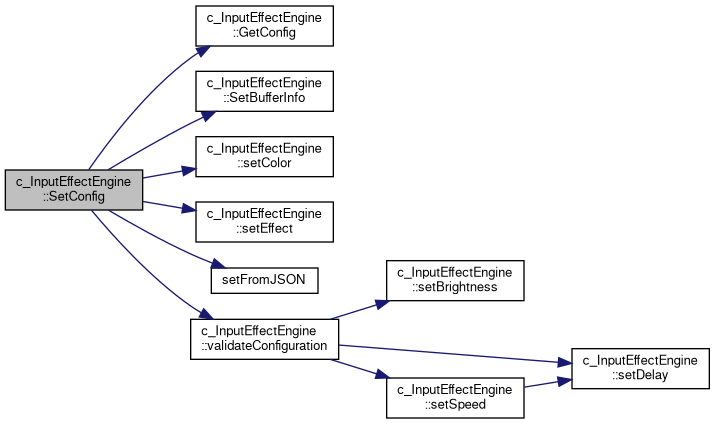 c_InputEffectEngine
::GetConfig
c_InputEffectEngine
::SetBufferInfo
c_InputEffectEngine
::setColor
c_InputEffectEngine
::SetConfig
c_InputEffectEngine
::setEffect
setFromJSON
c_InputEffectEngine
::validateConfiguration
c_InputEffectEngine
::setBrightness
c_InputEffectEngine
::setDelay
c_InputEffectEngine
::setSpeed